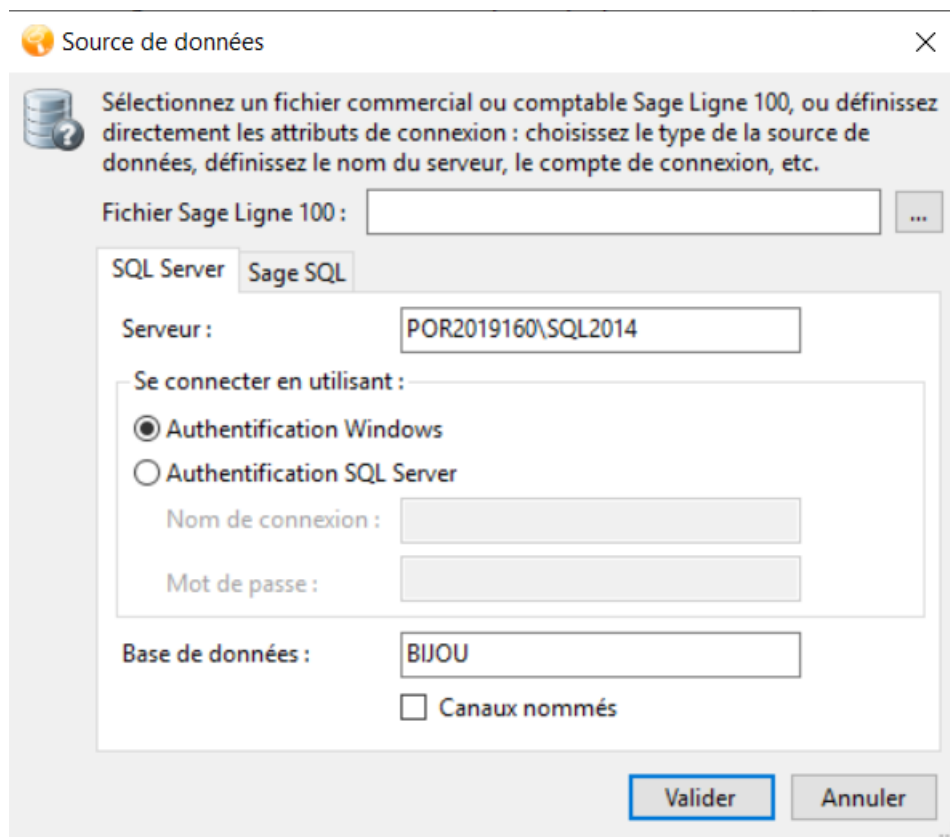 Source de données
Sélectionnez un fichier commercial ou comptable Sage Ligne 100, ou définissez
directement les attributs de connexion : choisissez le type de la source de
données, définissez le nom du serveur, le compte de connexion, etc.
Fichier Sage Ligne 100 :
...
SQL Server Sage SQL
Serveur : POR2019160\SQL2014
Se connecter en utilisant :
Authentification Windows
Authentification SQL Server
Nom de connexion :
Mot de passe :
Base de données : BIJOU
Canaux nommés
Valider Annuler